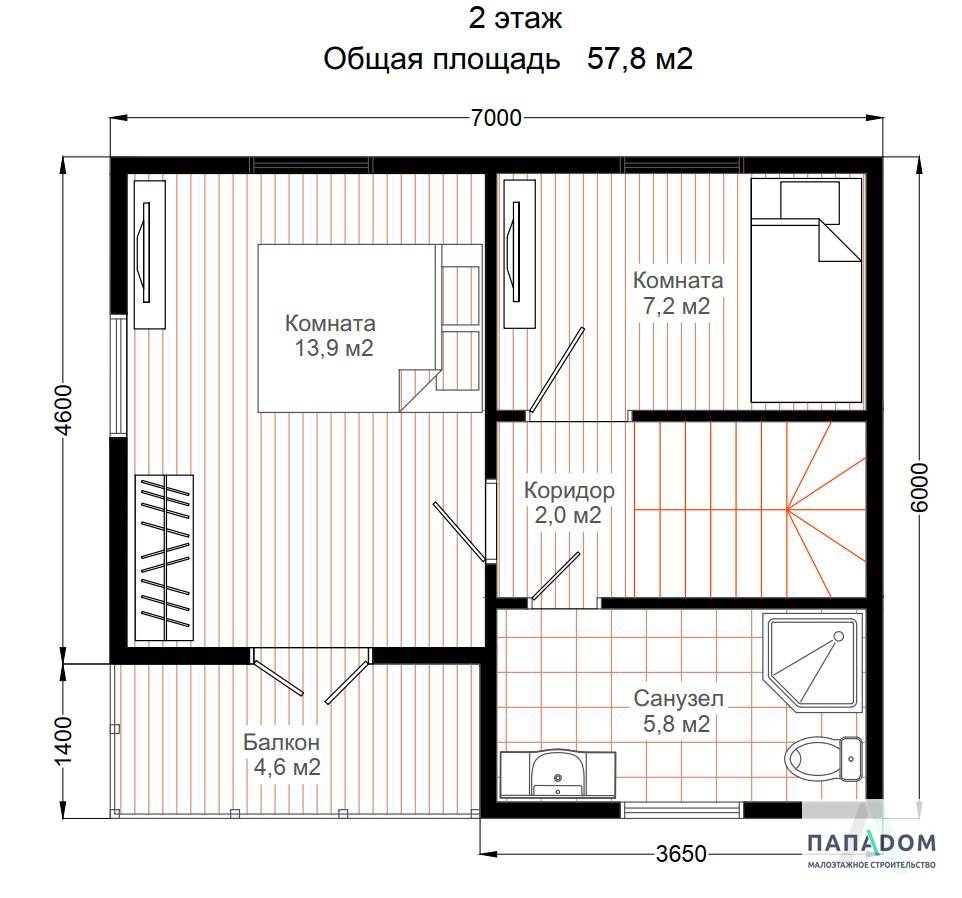 2 этаж
Общая площадь 57,8 м2
7000
Комната
7,2 м2
Комната
13,9 м2
4600
6000
Коридор
2,0 м2
Санузел
5,8 м2
1400
Балкон
4,6 м2
3650
ПАПАDОМ
МАЛОЭТАЖНОЕ СТРОИТЕЛЬСТВО